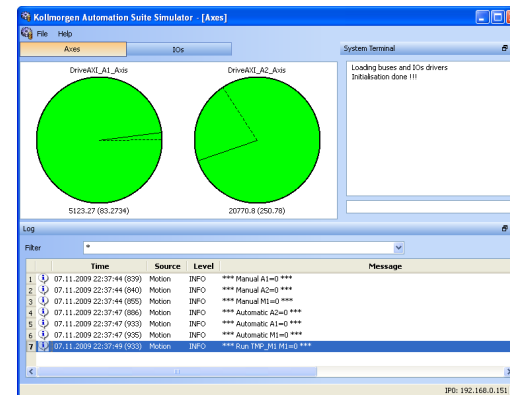 Kollmorgen Automation Suite Simulator - [Axes]
File Help
Axes IOs
System Terminal
DriveAXI_A1_Axis DriveAXI_A2_Axis
Loading buses and IOs drivers
Initialisation done !!!
5123.27 (83.2734) 20770.8 (250.78)
Log
Filter *
Time Source Level Message
1 07.11.2009 22:37:44 (839) Motion INFO *** Manual A1=0 ***
2 07.11.2009 22:37:44 (840) Motion INFO *** Manual A2=0 ***
3 07.11.2009 22:37:44 (855) Motion INFO *** Manual M1=0 ***
4 07.11.2009 22:37:47 (886) Motion INFO *** Automatic A2=0 ***
5 07.11.2009 22:37:47 (933) Motion INFO *** Automatic A1=0 ***
6 07.11.2009 22:37:47 (935) Motion INFO *** Automatic M1=0 ***
7 07.11.2009 22:37:49 (933) Motion INFO *** Run TMP_M1 M1=0 ***
IP0: 192.168.0.151